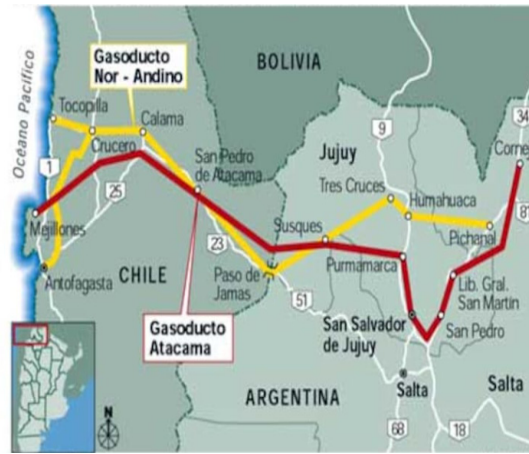 Océano Pacífico
Gasoducto
Nor - Andino
BOLIVIA
Tocopilla
Calama
Crucero
1
25
San Pedro
de Atacama
9
34
Jujuy
Tres Cruces
Humahuaca
81
Mejillones
23
Susques
Pichanal
Antofagasta
CHILE
Paso de
Jamas
Purmamarca
Lib. Gral.
San Martín
51
Gasoducto
Atacama
San Salvador
de Jujuy
San Pedro
ARGENTINA
Salta
Salta
N
68
18